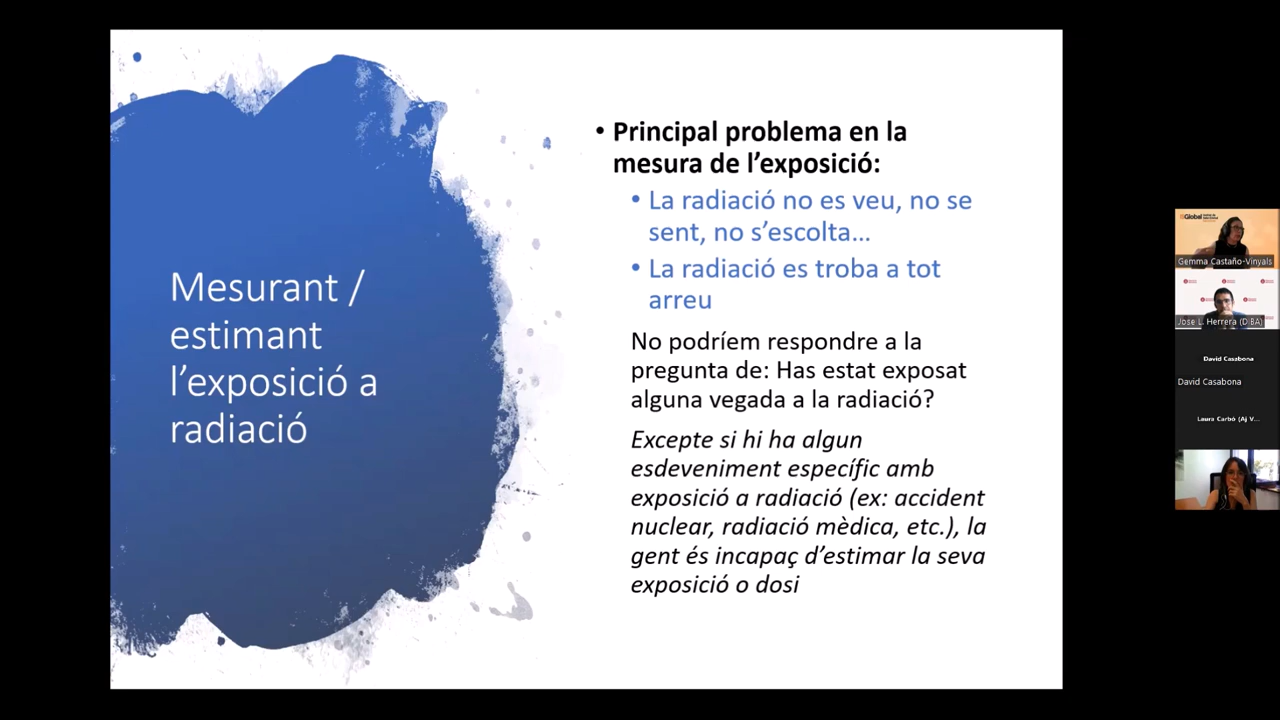 Mesurant /
estimant
l’exposició a
radiació
• Principal problema en la
mesura de l’exposició:
• La radiació no es veu, no se
sent, no s’escolta…
• La radiació es troba a tot
arreu
No podríem respondre a la
pregunta de: Has estat exposat
alguna vegada a la radiació?
Excepte si hi ha algun
esdeveniment específic amb
exposició a radiació (ex: accident
nuclear, radiació mèdica, etc.), la
gent és incapaç d’estimar la seva
exposició o dosi
ISGlobal
Gemma Castaño-Vinyals
Jose L. Herrera (DIBA)
David Casabona
David Casabona
Laura Carbó (Aj V...